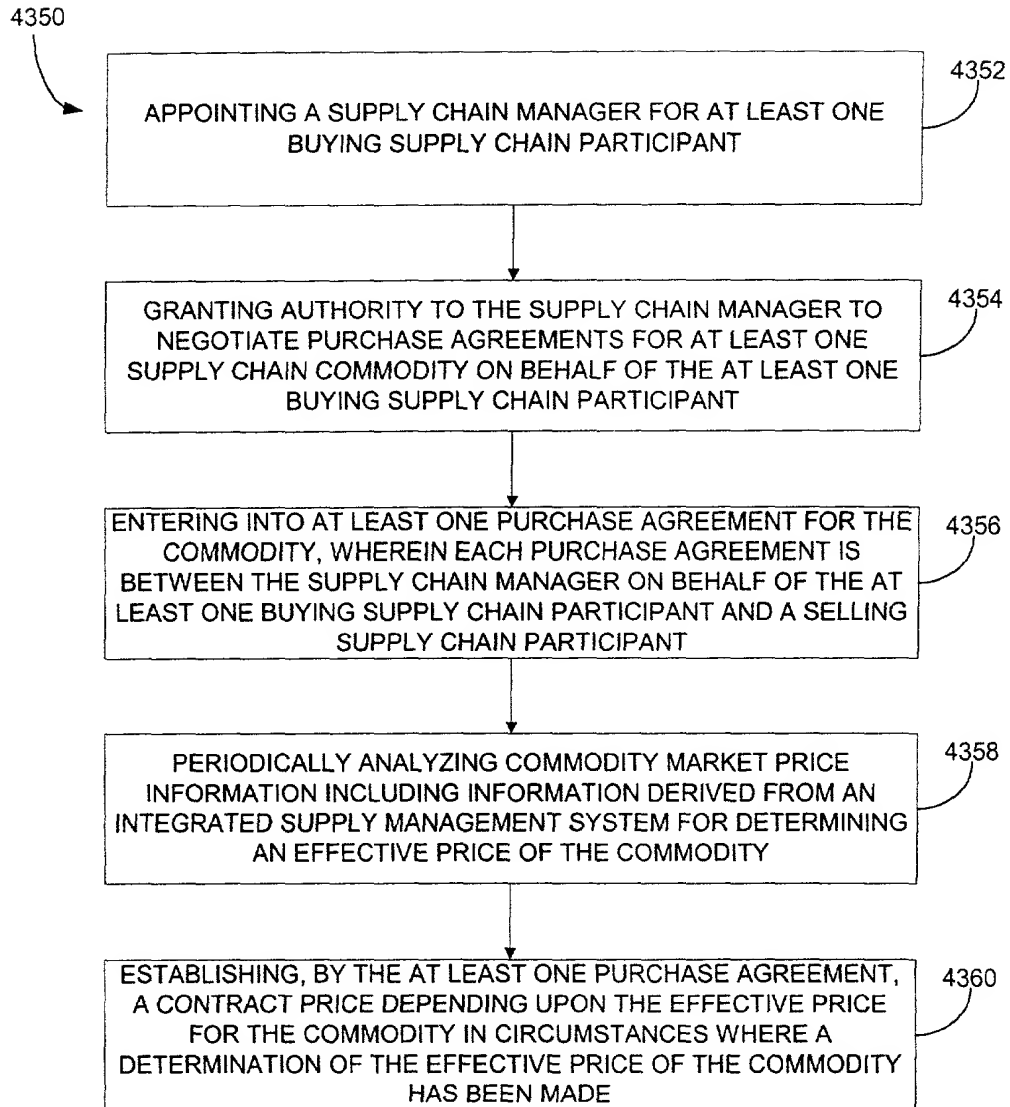 4350
4352
APPOINTING A SUPPLY CHAIN MANAGER FOR AT LEAST ONE
BUYING SUPPLY CHAIN PARTICIPANT
4354
GRANTING AUTHORITY TO THE SUPPLY CHAIN MANAGER TO
NEGOTIATE PURCHASE AGREEMENTS FOR AT LEAST ONE
SUPPLY CHAIN COMMODITY ON BEHALF OF THE AT LEAST ONE
BUYING SUPPLY CHAIN PARTICIPANT
4356
ENTERING INTO AT LEAST ONE PURCHASE AGREEMENT FOR THE
COMMODITY, WHEREIN EACH PURCHASE AGREEMENT IS
BETWEEN THE SUPPLY CHAIN MANAGER ON BEHALF OF THE AT
LEAST ONE BUYING SUPPLY CHAIN PARTICIPANT AND A SELLING
SUPPLY CHAIN PARTICIPANT
4358
PERIODICALLY ANALYZING COMMODITY MARKET PRICE
INFORMATION INCLUDING INFORMATION DERIVED FROM AN
INTEGRATED SUPPLY MANAGEMENT SYSTEM FOR DETERMINING
AN EFFECTIVE PRICE OF THE COMMODITY
4360
ESTABLISHING, BY THE AT LEAST ONE PURCHASE AGREEMENT,
A CONTRACT PRICE DEPENDING UPON THE EFFECTIVE PRICE
FOR THE COMMODITY IN CIRCUMSTANCES WHERE A
DETERMINATION OF THE EFFECTIVE PRICE OF THE COMMODITY
HAS BEEN MADE